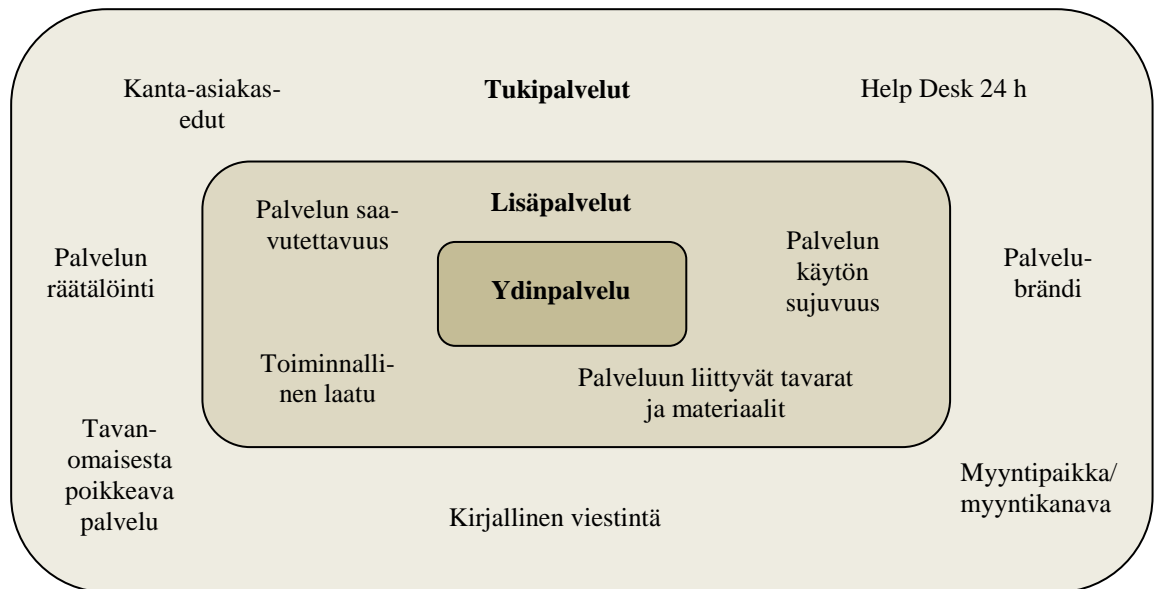 Kanta-asiakas-
edut
Tukipalvelut
Help Desk 24 h
Lisäpalvelut
Palvelun saa-
vutettavuus
Palvelun
käytön
sujuvuus
Palvelun
räätälöinti
Ydinpalvelu
Palvelu-
brändi
Toiminnalli-
nen laatu
Palveluun liittyvät tavarat
ja materiaalit
Tavan-
omaisesta
poikkeava
palvelu
Kirjallinen viestintä
Myyntipaikka/
myyntikanava